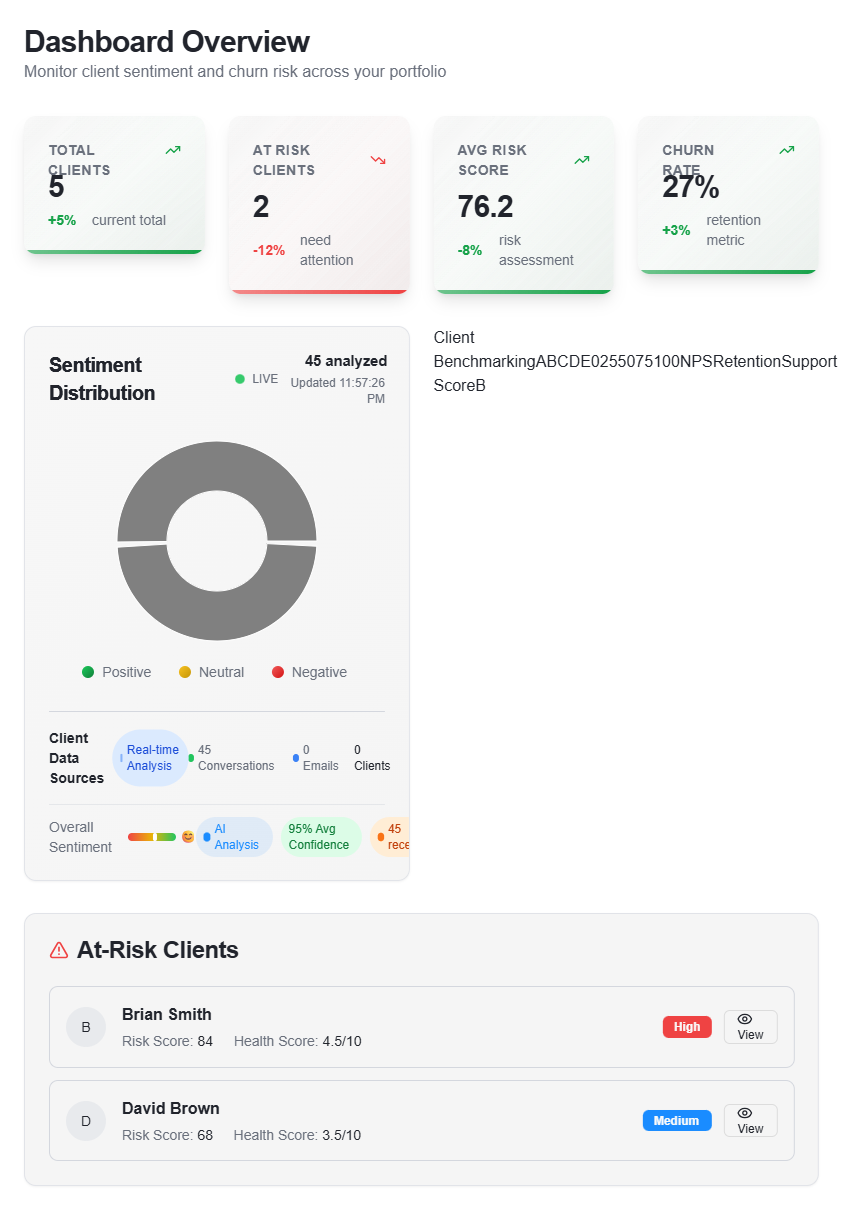 Dashboard Overview
Monitor client sentiment and churn risk across your portfolio
TOTAL
CLIENTS
5
+5% current total
AT RISK
CLIENTS
2
-12% need
attention
AVG RISK
SCORE
76.2
-8% risk
assessment
CHURN
RATE
27%
+3% retention
metric
Sentiment
Distribution
LIVE
45 analyzed
Updated 11:57:26
PM
Positive Neutral Negative
Client
Data
Sources
Real-time
Analysis
45
Conversations
0
Emails
0
Clients
Overall
Sentiment
AI
Analysis
95% Avg
Confidence
45
rece
Client
BenchmarkingABCDE0255075100NPSRetentionSupport
ScoreB
At-Risk Clients
B
Brian Smith
Risk Score: 84 Health Score: 4.5/10
High
View
D
David Brown
Risk Score: 68 Health Score: 3.5/10
Medium
View